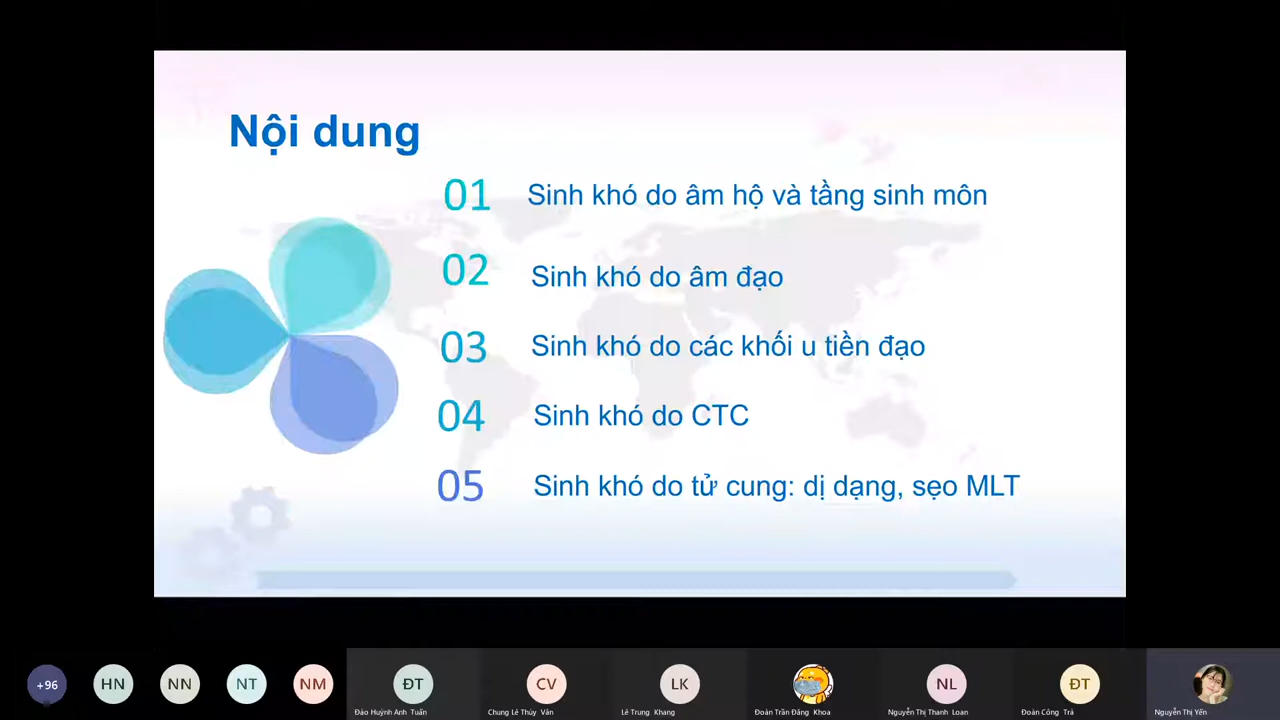 Nội dung
01 Sinh khó do âm hộ và tầng sinh môn
02 Sinh khó do âm đạo
03 Sinh khó do các khối u tiền đạo
04 Sinh khó do CTC
05 Sinh khó do tử cung: dị dạng, sẹo MLT
+96 HN NN NT NM ĐT CV LK NL ĐT
Đào Huỳnh Anh Tuấn Chung Lê Thúy Vân Lê Trung Khang Đoàn Trần Đăng Khoa Nguyễn Thị Thanh Loan Đoàn Công Trả Nguyễn Thị Yến